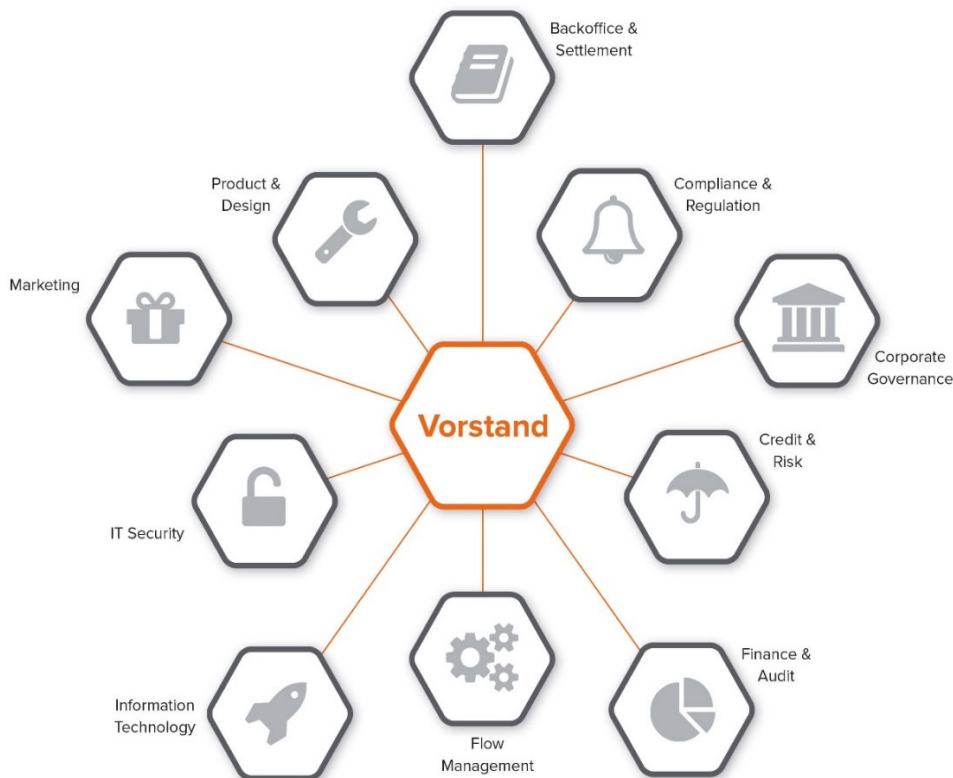 Backoffice &
Settlement
Product &
Design
Compliance &
Regulation
Marketing
Corporate
Governance
Vorstand
Credit &
Risk
IT Security
Information
Technology
Flow
Management
Finance &
Audit